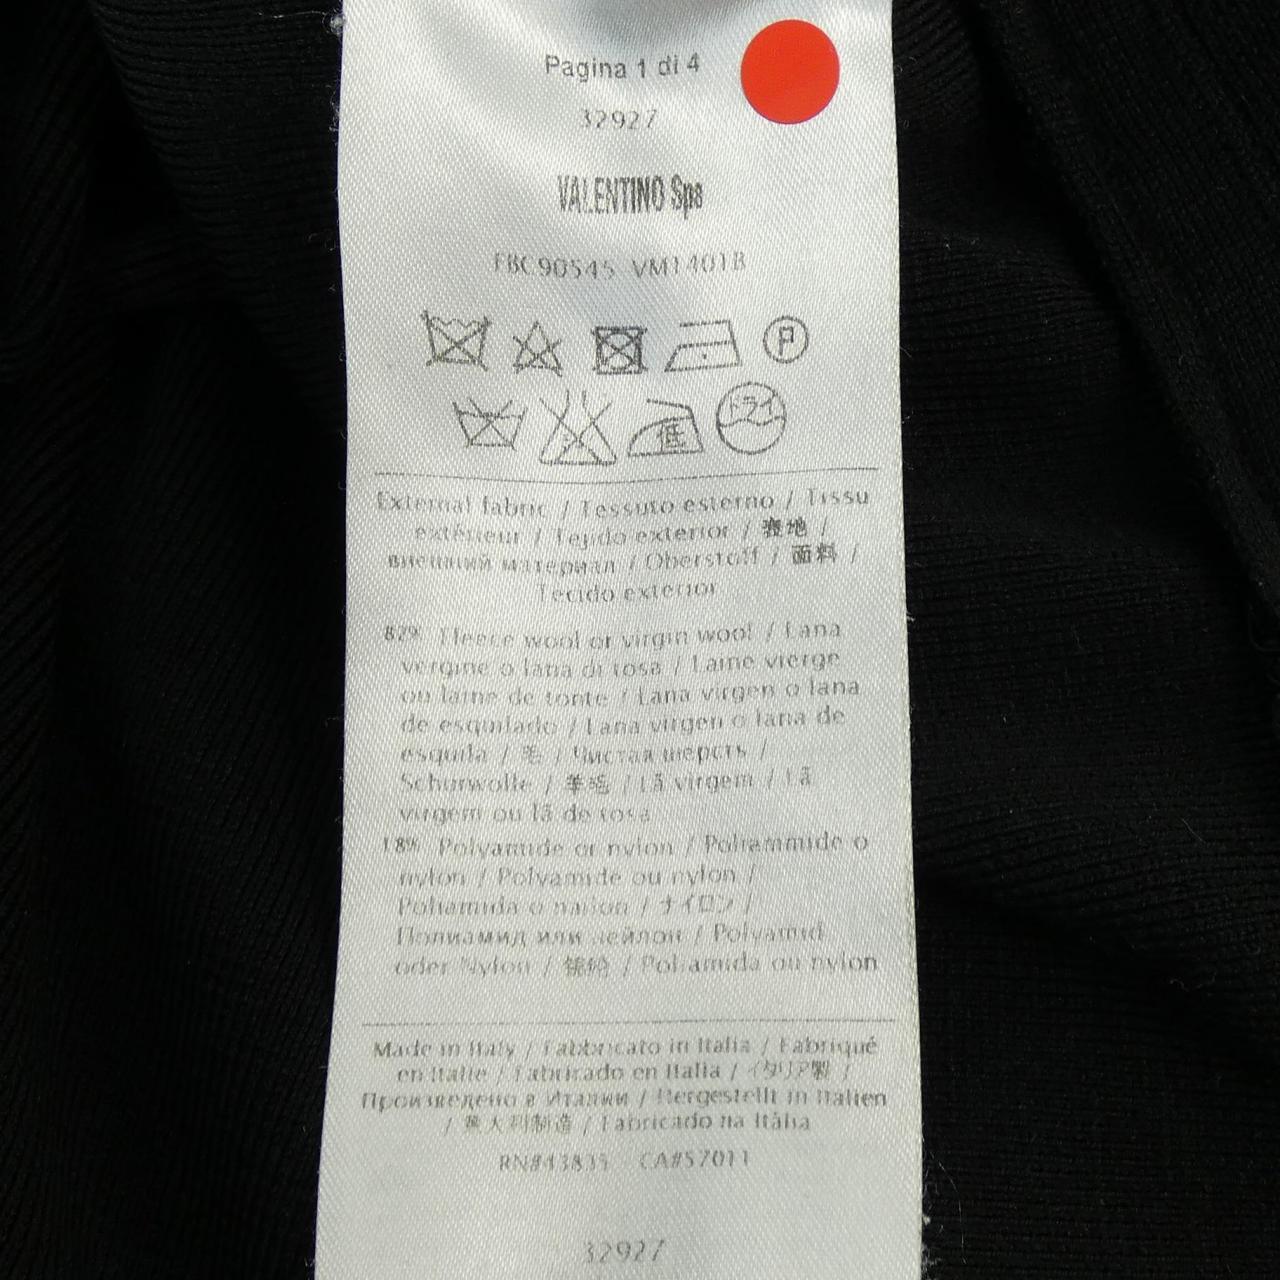 Pagina 1 di 4
32927
VALENTINO Spa
FBC90545 VM1401B
P
低 ドライ
External fabric / Tessuto esterno / Tissu
extérieur / Tejido exterior / 表地 /
внешний материал / Oberstoff / 面料 /
Tecido exterior
82% Fleece wool or virgin wool / Lana
vergine o lana di tosa / Laine vierge
ou laine de tonte / Lana virgen o lana
de esquilado / Lana virgen o lana de
esquila / 毛 / Чистая шерсть /
Schurwolle / 羊毛 / Lã virgem / Lã
virgem ou lã de tosa
18% Polyamide or nylon / Poliammide o
nylon / Polyamide ou nylon /
Poliamida o nailon / ナイロン /
Полиамид или нейлон / Polyamid
oder Nylon / 锦纶 / Poliamida ou nylon
Made in Italy / Fabbricato in Italia / Fabriqué
en Italie / Fabricado en Italia / イタリア製 /
Произведено в Италии / Hergestellt in Italien
/ 意大利制造 / Fabricado na Itália
RN#43835 CA#57011
32927